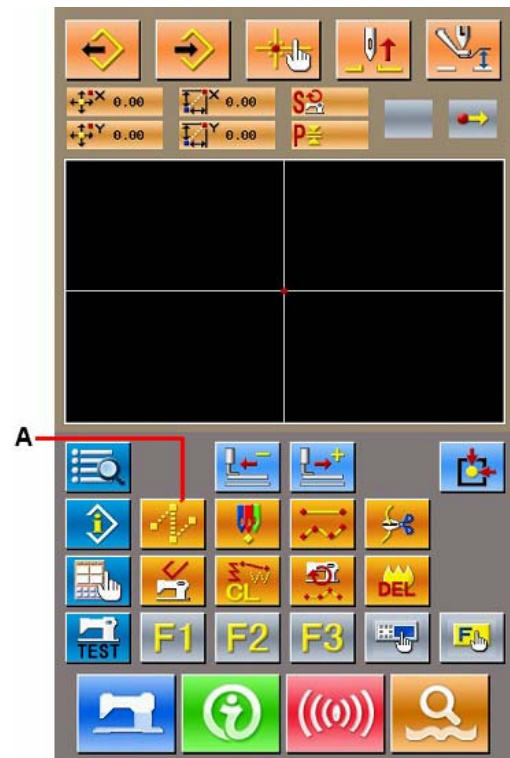 X 0.00 X 0.00 S
Y 0.00 Y 0.00 P
A
CL DEL
TEST F1 F2 F3 F